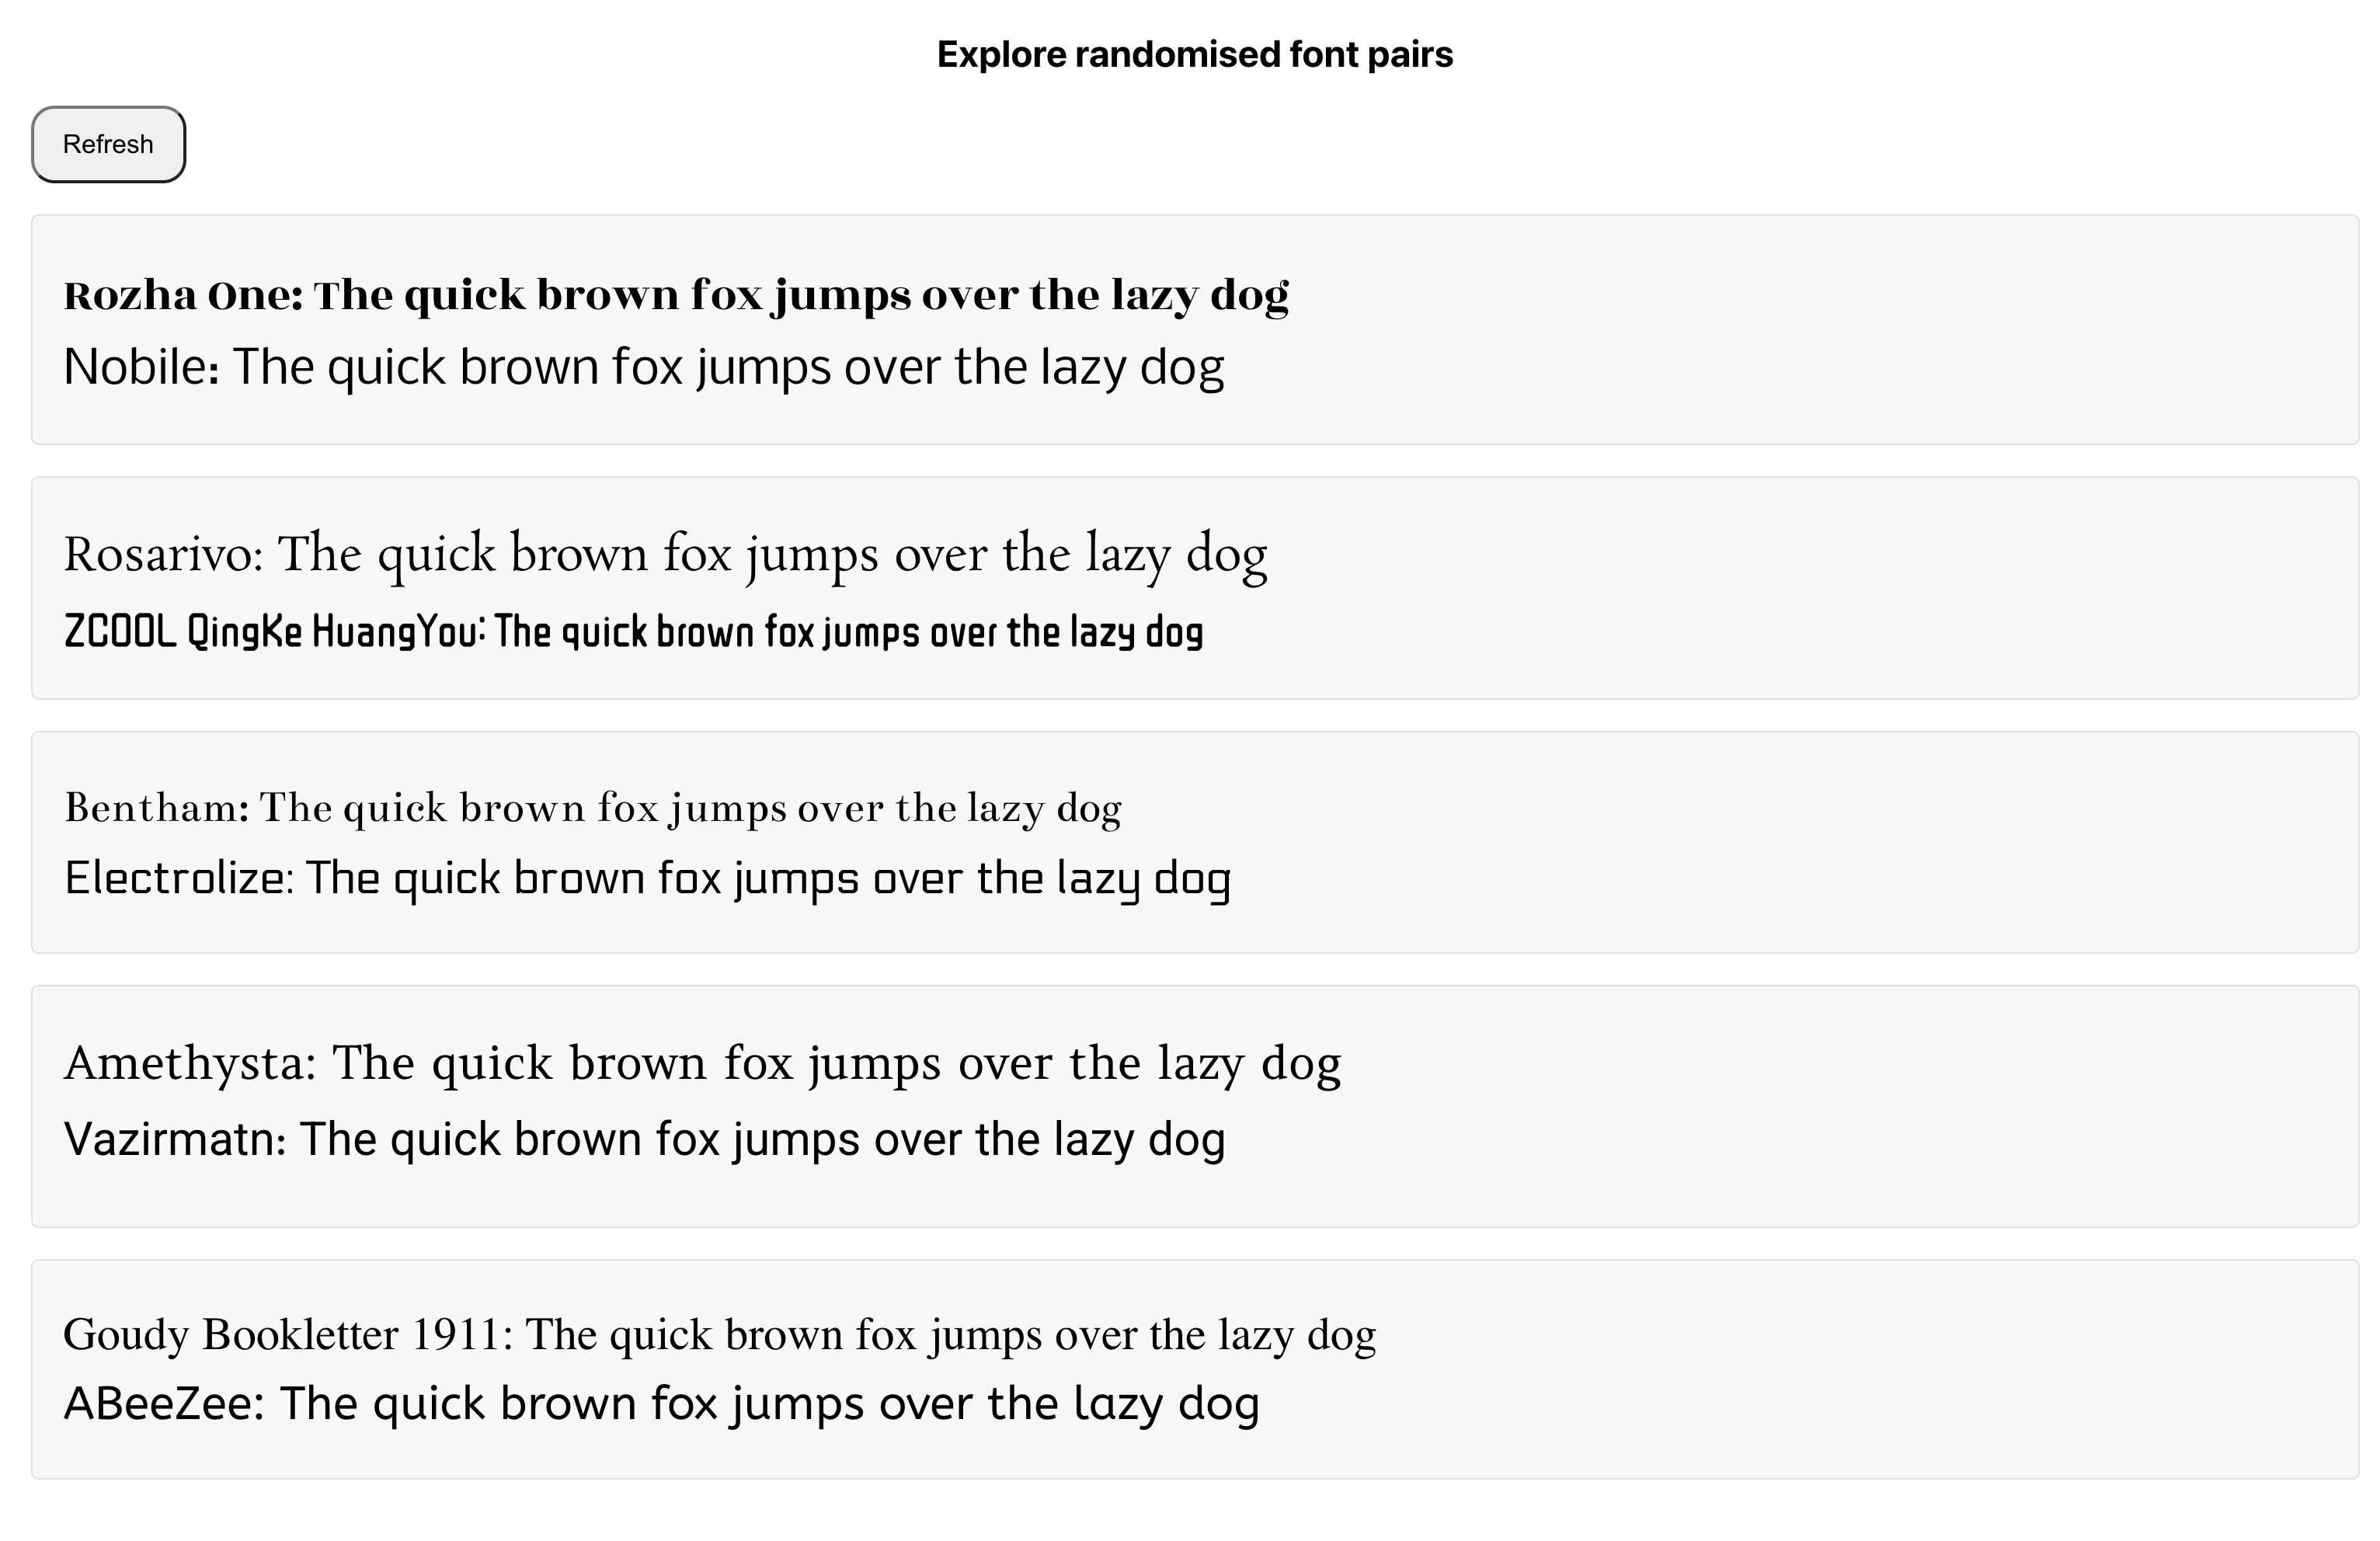 Explore randomised font pairs
Refresh
Rozha One: The quick brown fox jumps over the lazy dog
Nobile: The quick brown fox jumps over the lazy dog
Rosarivo: The quick brown fox jumps over the lazy dog
ZCOOL QingKe HuangYou: The quick brown fox jumps over the lazy dog
Bentham: The quick brown fox jumps over the lazy dog
Electrolize: The quick brown fox jumps over the lazy dog
Amethysta: The quick brown fox jumps over the lazy dog
Vazirmatn: The quick brown fox jumps over the lazy dog
Goudy Bookletter 1911: The quick brown fox jumps over the lazy dog
ABeeZee: The quick brown fox jumps over the lazy dog